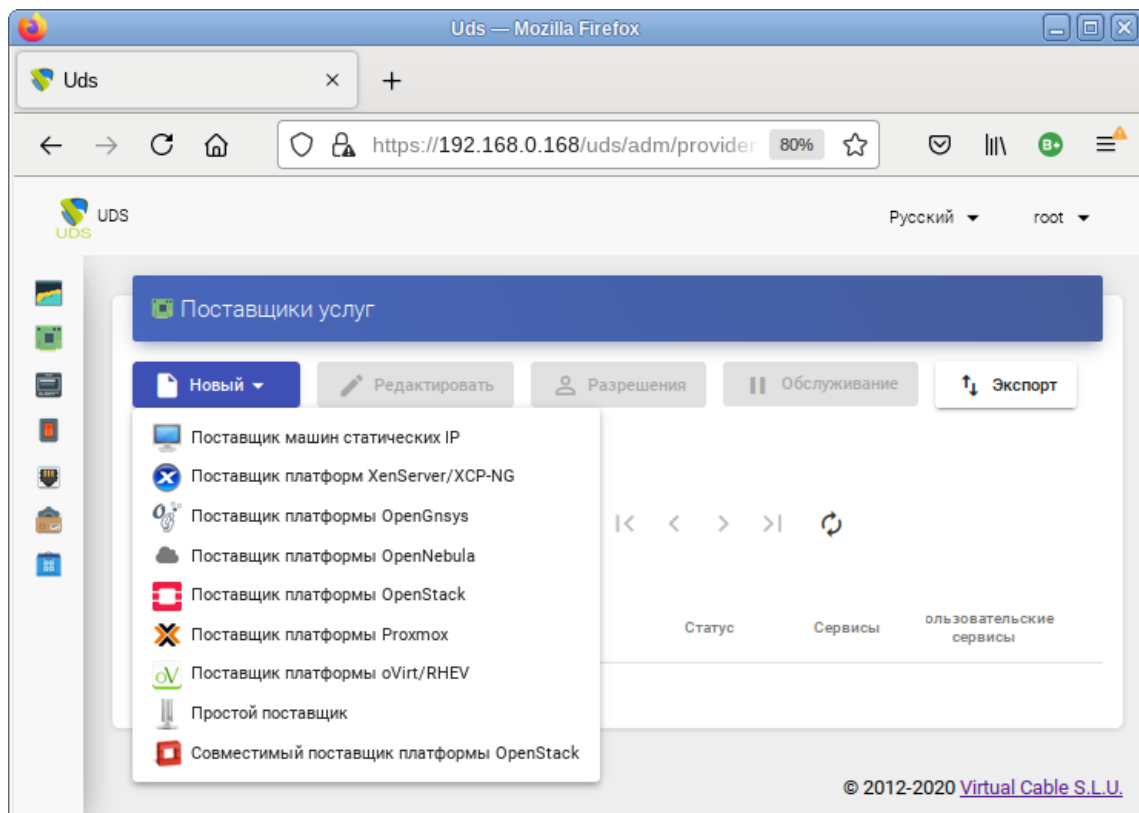 Uds — Mozilla Firefox
Uds
https://192.168.0.168/uds/adm/provider
80%
B+
UDS
UDS
Русский
root
Поставщики услуг
Новый
Редактировать
Разрешения
Обслуживание
Экспорт
Поставщик машин статических IP
Поставщик платформ XenServer/XCP-NG
Поставщик платформы OpenGnsys
Поставщик платформы OpenNebula
Поставщик платформы OpenStack
Поставщик платформы Proxmox
oV
Поставщик платформы oVirt/RHEV
Простой поставщик
Совместимый поставщик платформы OpenStack
Статус
Сервисы
ользовательские
сервисы
© 2012-2020 Virtual Cable S.L.U.